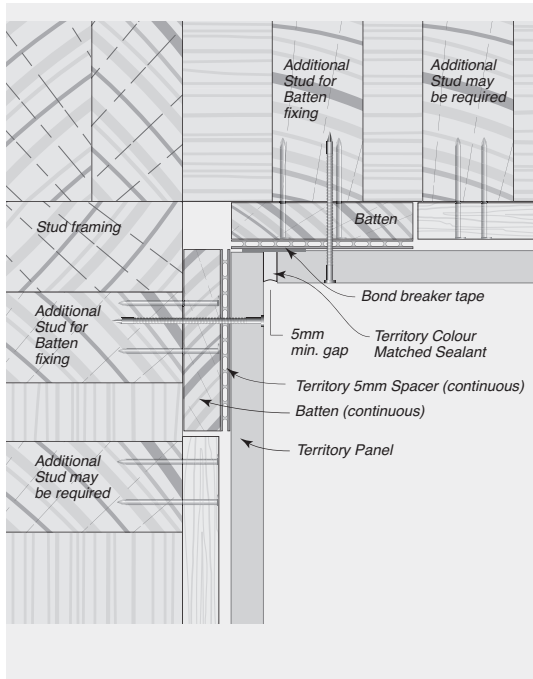 Additional
Stud for
Batten
fixing
Additional
Stud may
be required
Stud framing
Batten
Additional
Stud for
Batten
fixing
Bond breaker tape
5mm
min. gap
Territory Colour
Matched Sealant
Territory 5mm Spacer (continuous)
Batten (continuous)
Territory Panel
Additional
Stud may
be required